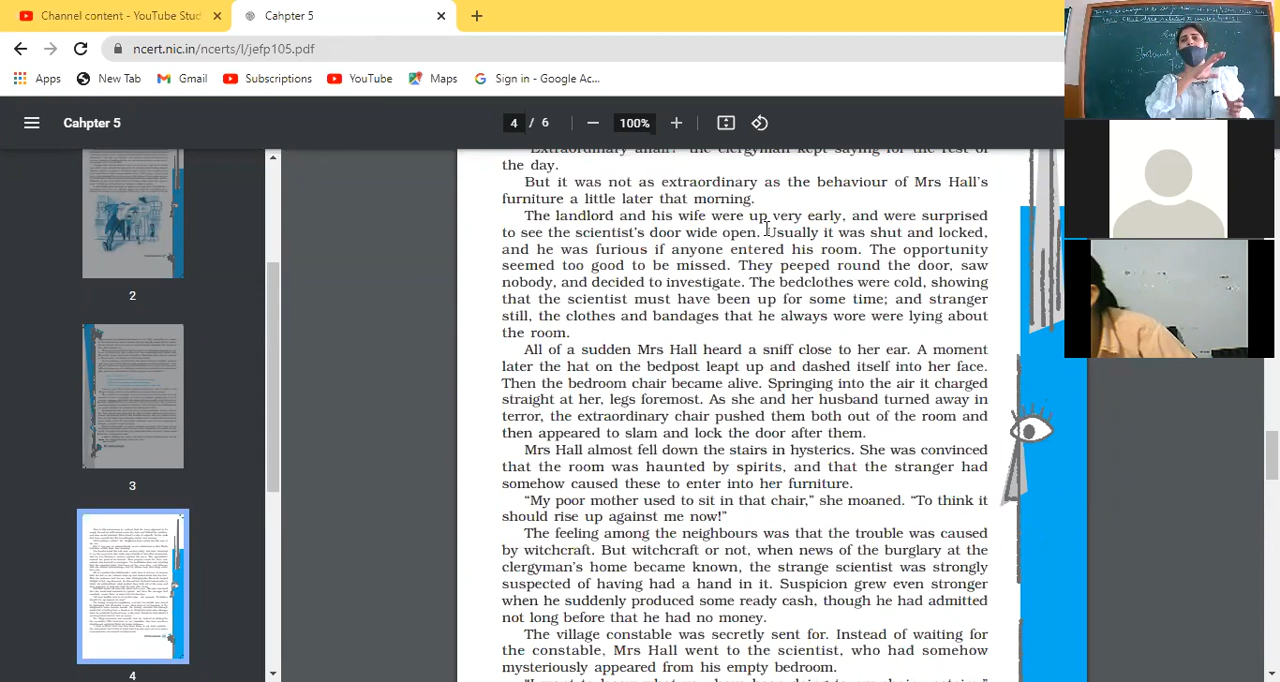 Channel content - YouTube Stud
Cahpter 5
ncert.nic.in/ncerts/l/jefp105.pdf
Apps
New Tab
Gmail
Subscriptions
YouTube
Maps
Sign in - Google Ac...
Cahpter 5
4 / 6
100%
2
3
4
"Extraordinary affair!" the clergyman kept saying for the rest of
the day.
But it was not as extraordinary as the behaviour of Mrs Hall's
furniture a little later that morning.
The landlord and his wife were up very early, and were surprised
to see the scientist's door wide open. Usually it was shut and locked,
and he was furious if anyone entered his room. The opportunity
seemed too good to be missed. They peeped round the door, saw
nobody, and decided to investigate. The bedclothes were cold, showing
that the scientist must have been up for some time; and stranger
still, the clothes and bandages that he always wore were lying about
the room.
All of a sudden Mrs Hall heard a sniff close to her ear. A moment
later the hat on the bedpost leapt up and dashed itself into her face.
Then the bedroom chair became alive. Springing into the air it charged
straight at her, legs foremost. As she and her husband turned away in
terror, the extraordinary chair pushed them both out of the room and
then appeared to slam and lock the door after them.
Mrs Hall almost fell down the stairs in hysterics. She was convinced
that the room was haunted by spirits, and that the stranger had
somehow caused these to enter into her furniture.
“My poor mother used to sit in that chair,” she moaned. “To think it
should rise up against me now!”
The feeling among the neighbours was that the trouble was caused
by witchcraft. But witchcraft or not, when news of the burglary at the
clergyman's home became known, the strange scientist was strongly
suspected of having had a hand in it. Suspicion grew even stronger
when he suddenly produced some ready cash, though he had admitted
not long before that he had no money.
The village constable was secretly sent for. Instead of waiting for
the constable, Mrs Hall went to the scientist, who had somehow
mysteriously appeared from his empty bedroom.